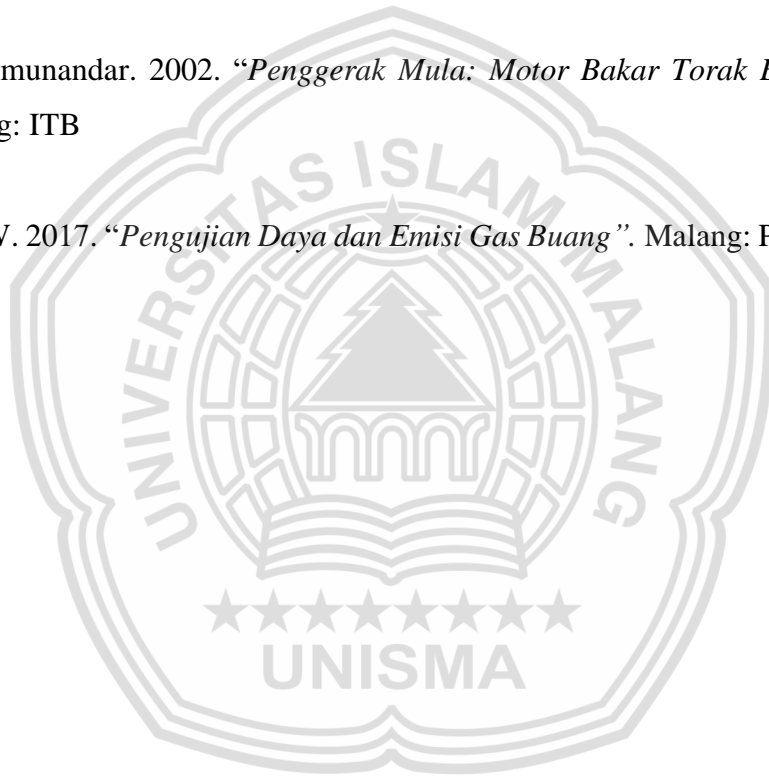 munandar. 2002. “Penggerak Mula: Motor Bakar Torak
g: ITB
. 2017. “Pengujian Daya dan Emisi Gas Buang”. Malang:
UNIVERSITAS ISLAM MALANG
UNISMA